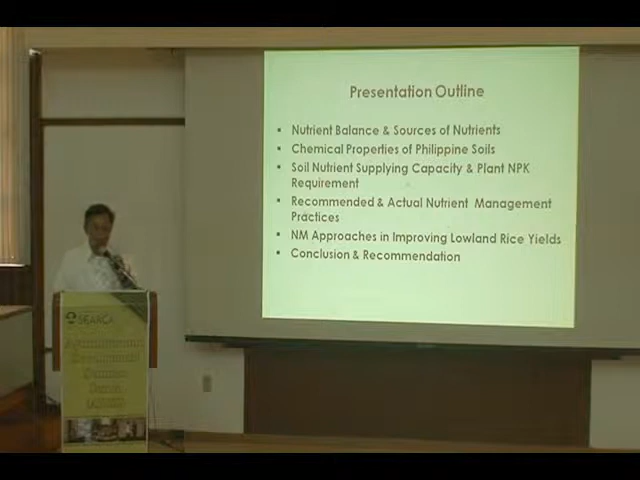 Presentation Outline
▪ Nutrient Balance & Sources of Nutrients
▪ Chemical Properties of Philippine Soils
▪ Soil Nutrient Supplying Capacity & Plant NPK
Requirement
▪ Recommended & Actual Nutrient Management
Practices
▪ NM Approaches in Improving Lowland Rice Yields
▪ Conclusion & Recommendation
SEARCA